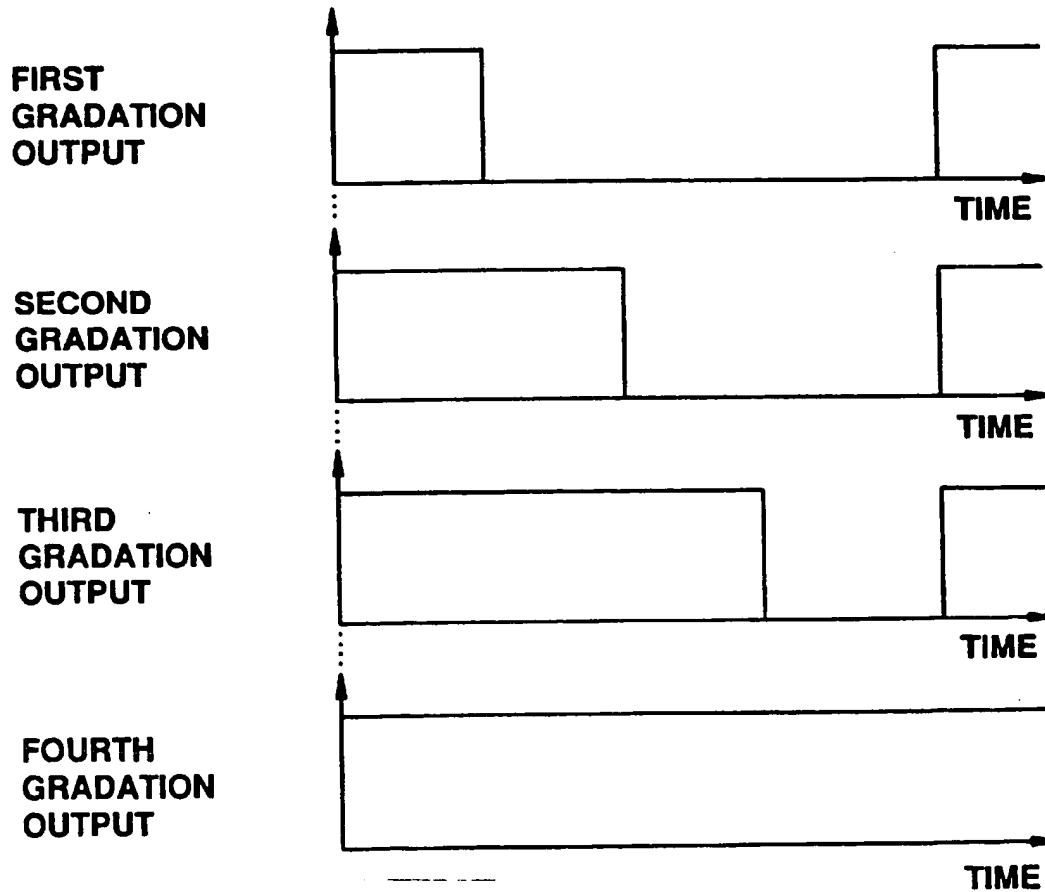 FIRST
GRADATION
OUTPUT
TIME
SECOND
GRADATION
OUTPUT
TIME
THIRD
GRADATION
OUTPUT
TIME
FOURTH
GRADATION
OUTPUT
TIME